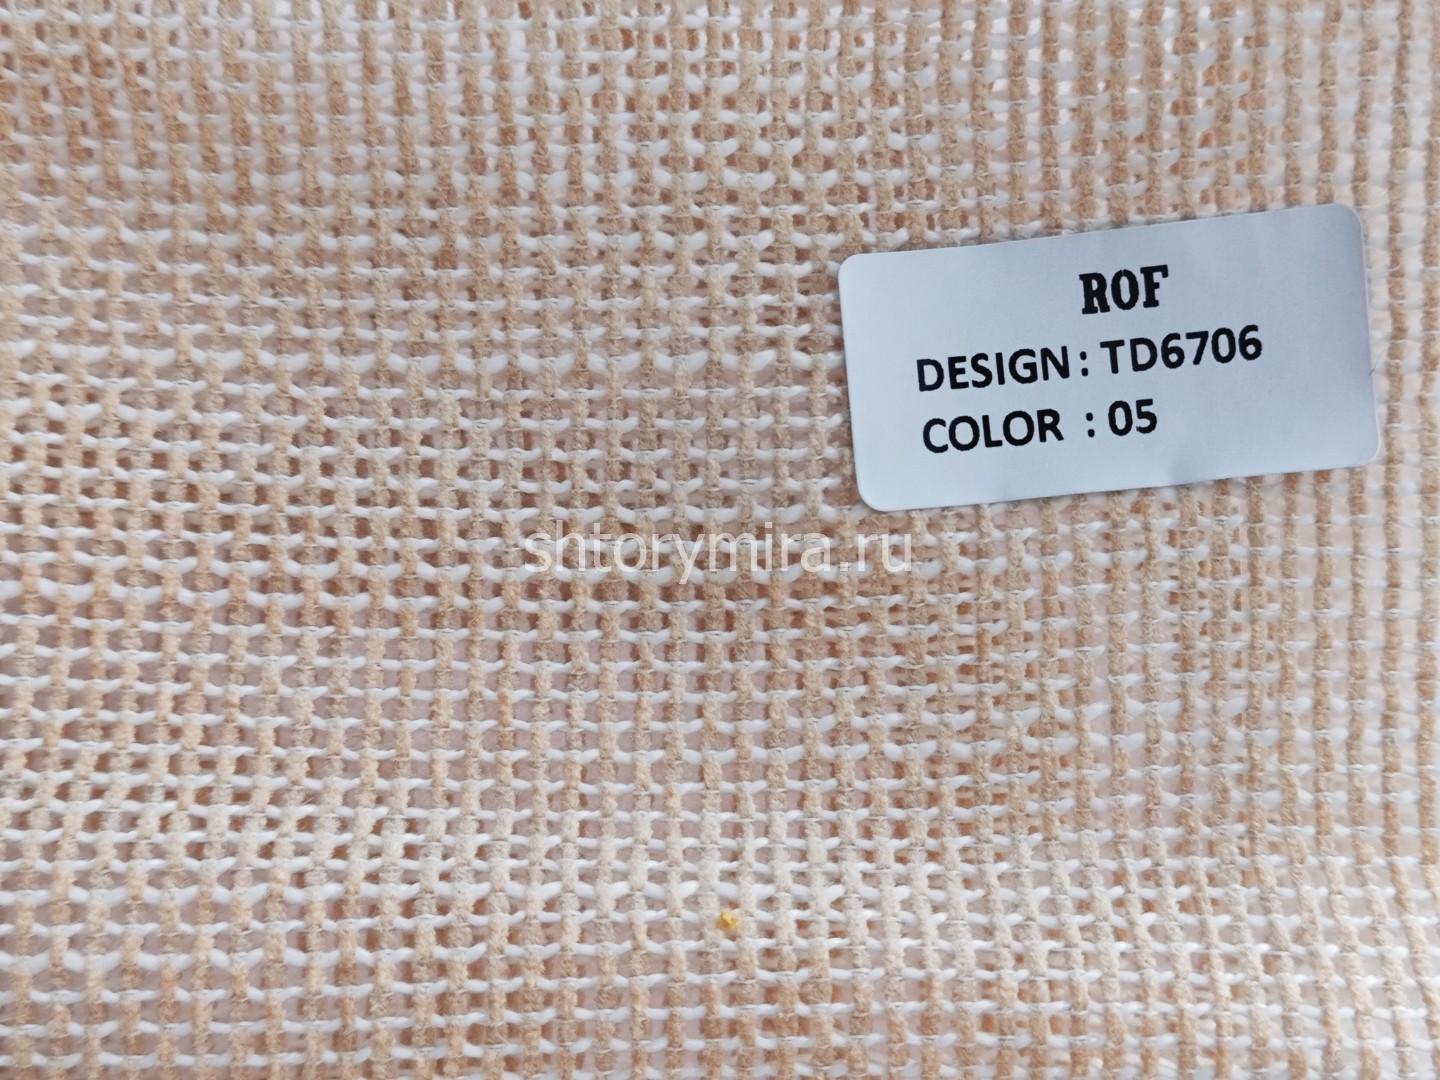 ROF
DESIGN : TD6706
COLOR : 05
shtorymira.ru